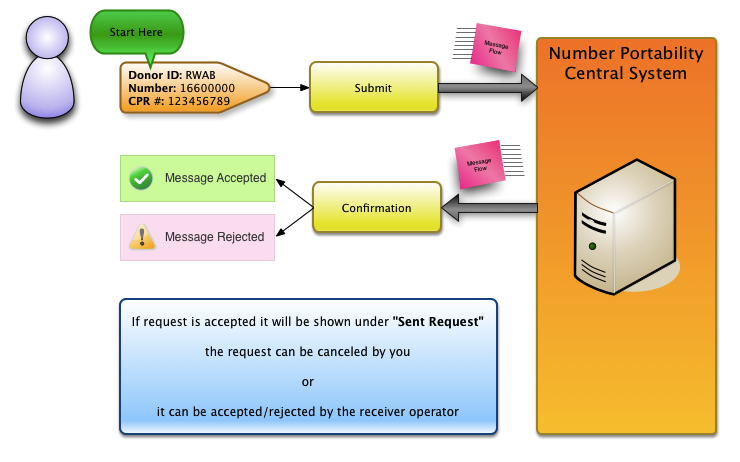 Start Here
Donor ID: RWAB
Number: 16600000
CPR #: 123456789
Submit
Message
Flow
Number Portability
Central System
Message
Flow
Confirmation
Message Accepted
Message Rejected
If request is accepted it will be shown under "Sent Request"
the request can be canceled by you
or
it can be accepted/rejected by the receiver operator